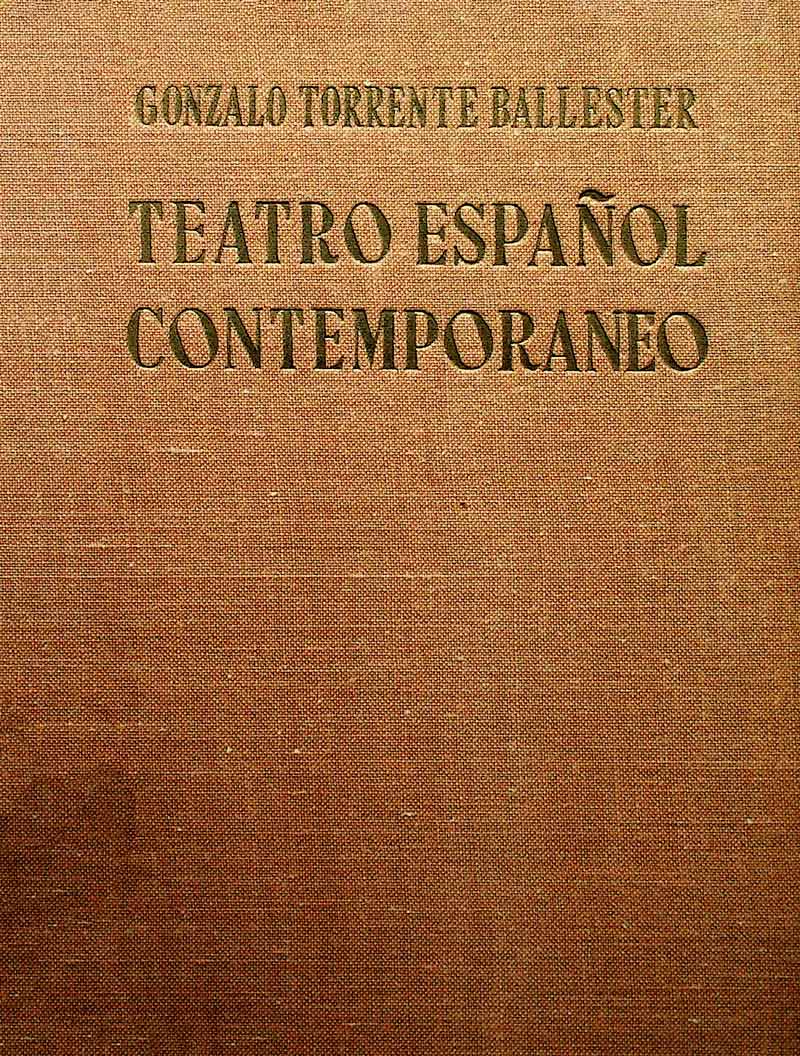 GONZALO TORRENTE BALLESTER
TEATRO ESPAÑOL
CONTEMPORANEO